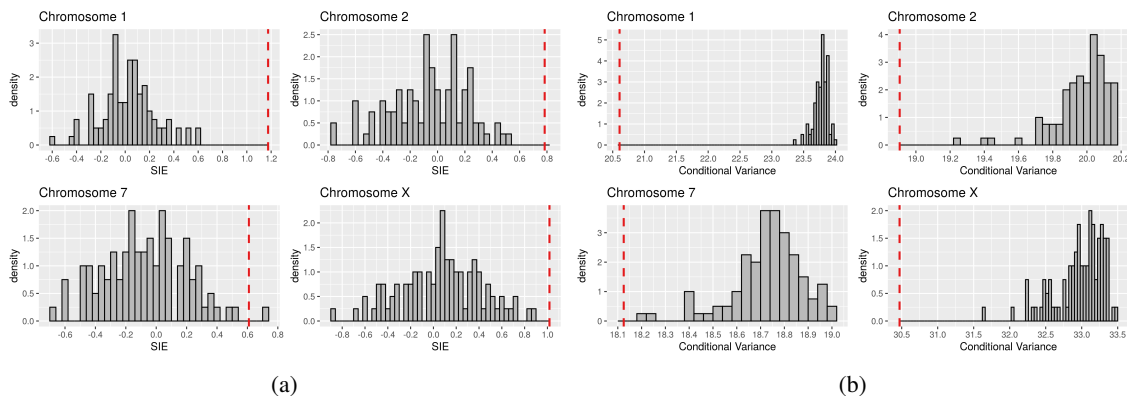 Chromosome 1
density
3
2
1
0
-0.6 -0.4 -0.2 0.0 0.2 0.4 0.6 0.8 1.0 1.2
SIE
Chromosome 2
density
2.5
2.0
1.5
1.0
0.5
0.0
-0.8 -0.6 -0.4 -0.2 0.0 0.2 0.4 0.6 0.8
SIE
Chromosome 7
density
2.0
1.5
1.0
0.5
0.0
-0.6 -0.4 -0.2 0.0 0.2 0.4 0.6 0.8
SIE
Chromosome X
density
2.0
1.5
1.0
0.5
0.0
-0.8 -0.6 -0.4 -0.2 0.0 0.2 0.4 0.6 0.8 1.0
SIE
(a)
Chromosome 1
density
5
4
3
2
1
0
20.5 21.0 21.5 22.0 22.5 23.0 23.5 24.0
Conditional Variance
Chromosome 2
density
4
3
2
1
0
19.0 19.2 19.4 19.6 19.8 20.0 20.2
Conditional Variance
Chromosome 7
density
3
2
1
0
18.1 18.2 18.3 18.4 18.5 18.6 18.7 18.8 18.9 19.0
Conditional Variance
Chromosome X
density
2.0
1.5
1.0
0.5
0.0
30.5 31.0 31.5 32.0 32.5 33.0 33.5
Conditional Variance
(b)